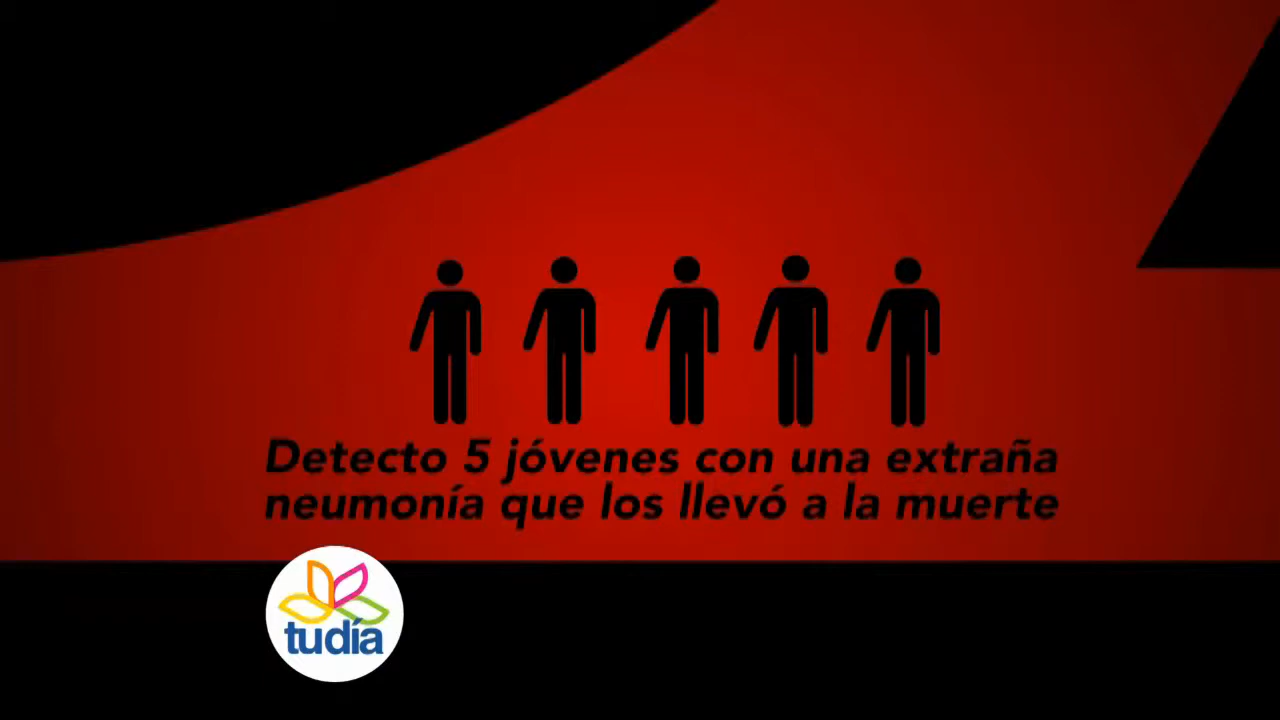 Detecto 5 jóvenes con una extraña
neumonía que los llevó a la muerte
tudía